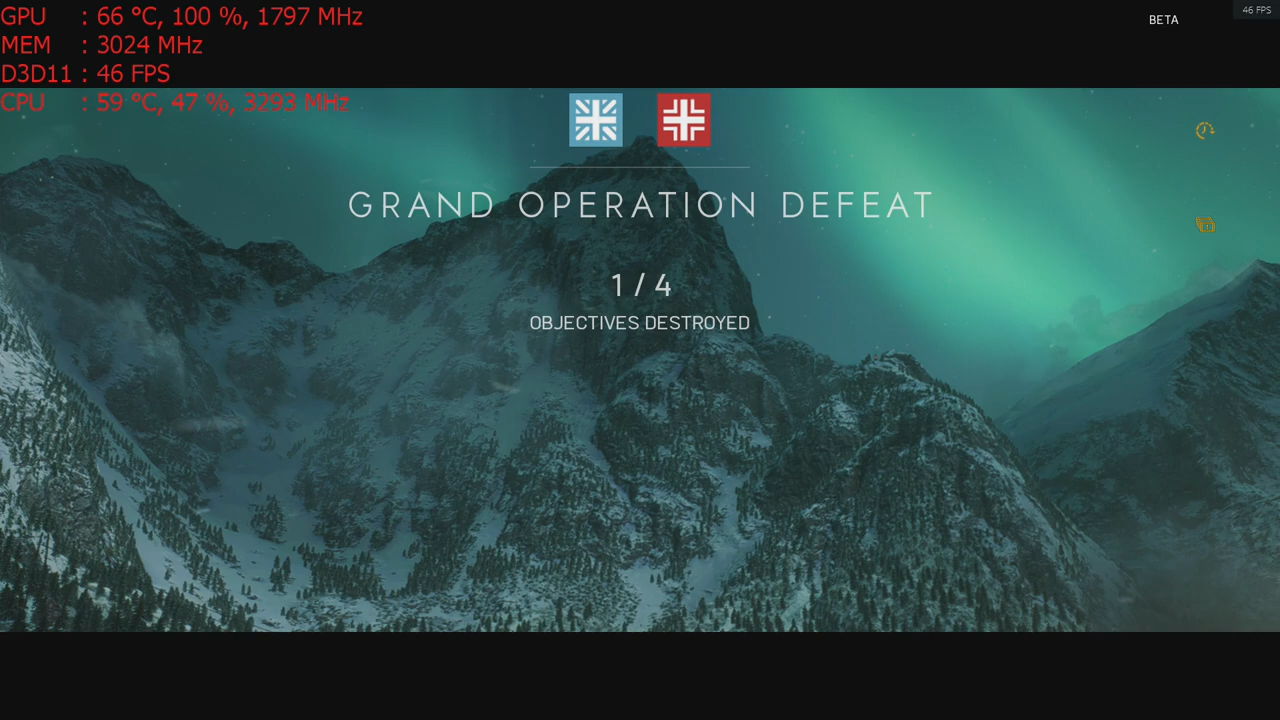 GPU : 66 °C, 100 %, 1797 MHz
MEM : 3024 MHz
D3D11 : 46 FPS
CPU : 59 °C, 47 %, 3293 MHz
BETA
46 FPS
GRAND OPERATION DEFEAT
1 / 4
OBJECTIVES DESTROYED